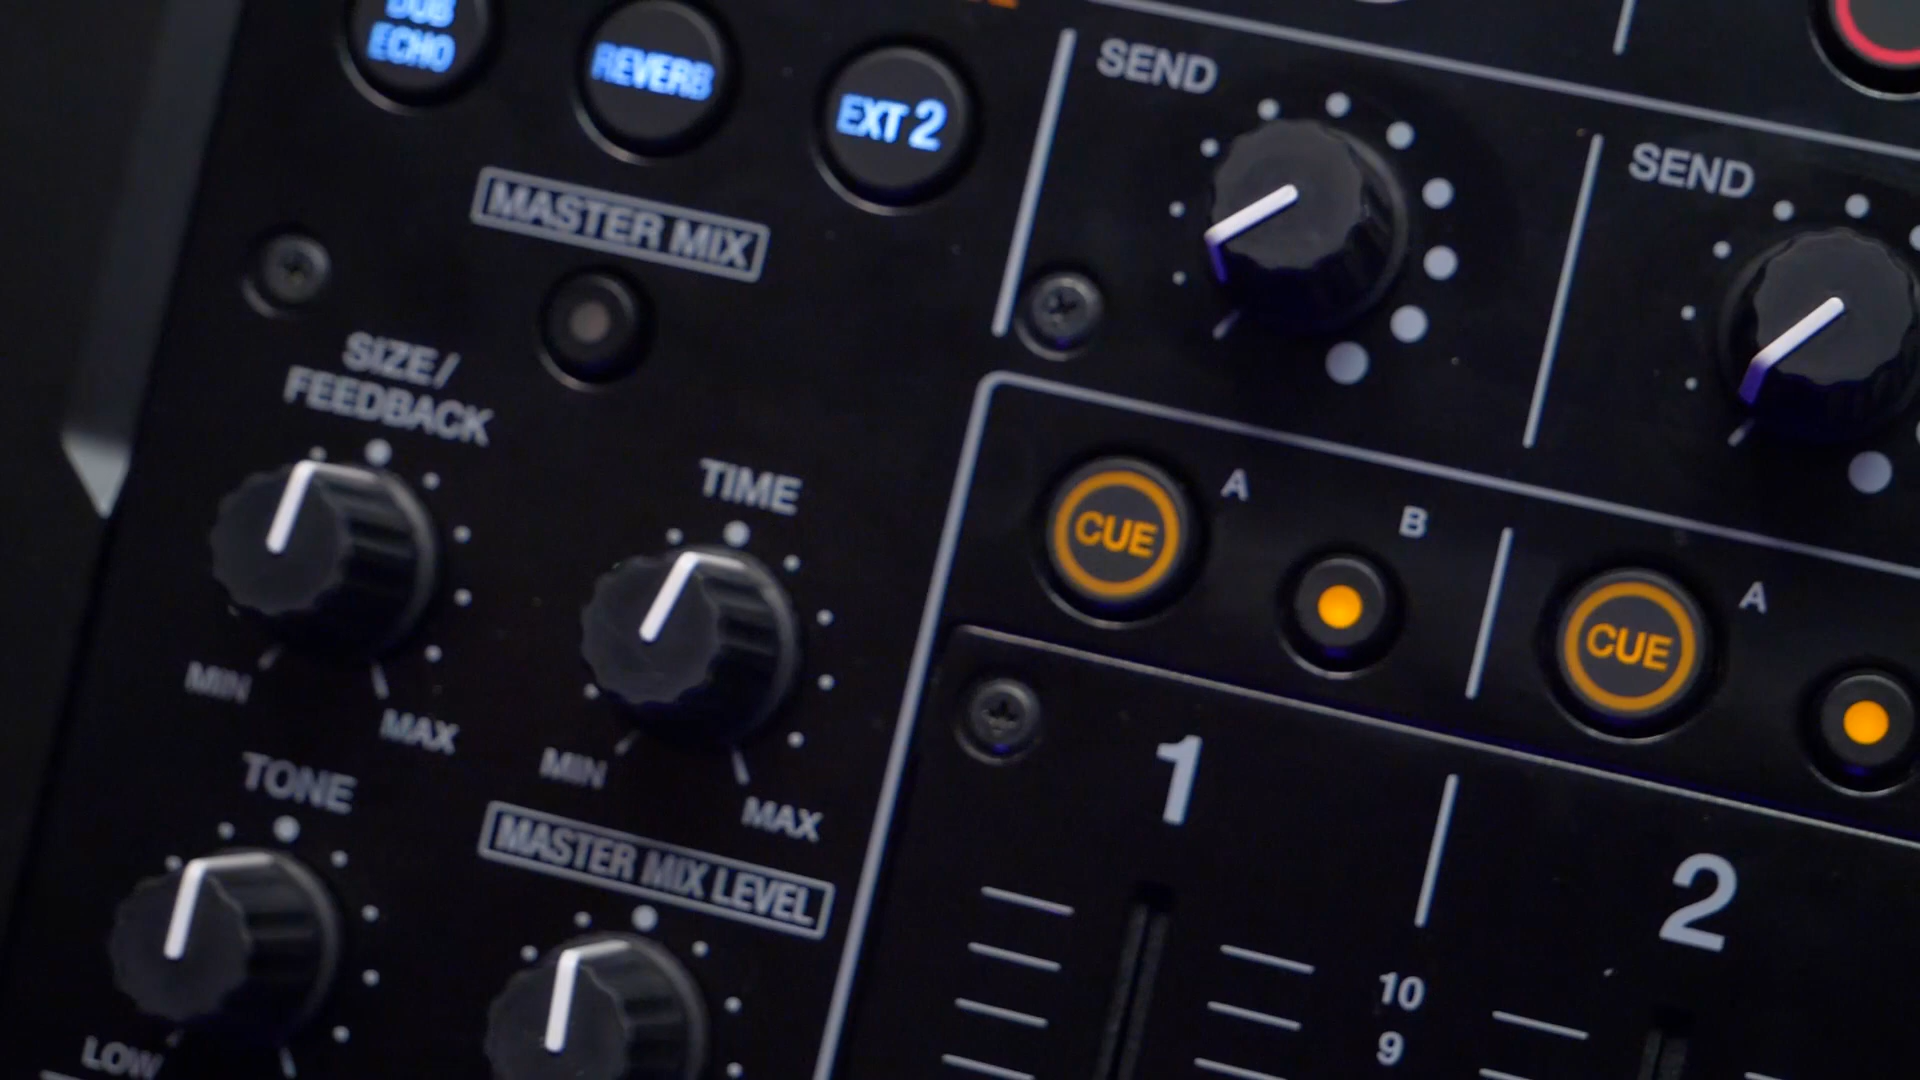 DUB
ECHO
REVERB
EXT 2
MASTER MIX
SEND
SEND
SIZE/
FEEDBACK
TIME
MIN
MAX
MIN
MAX
CUE
A
B
CUE
A
TONE
MASTER MIX LEVEL
LOW
1
2
10
9